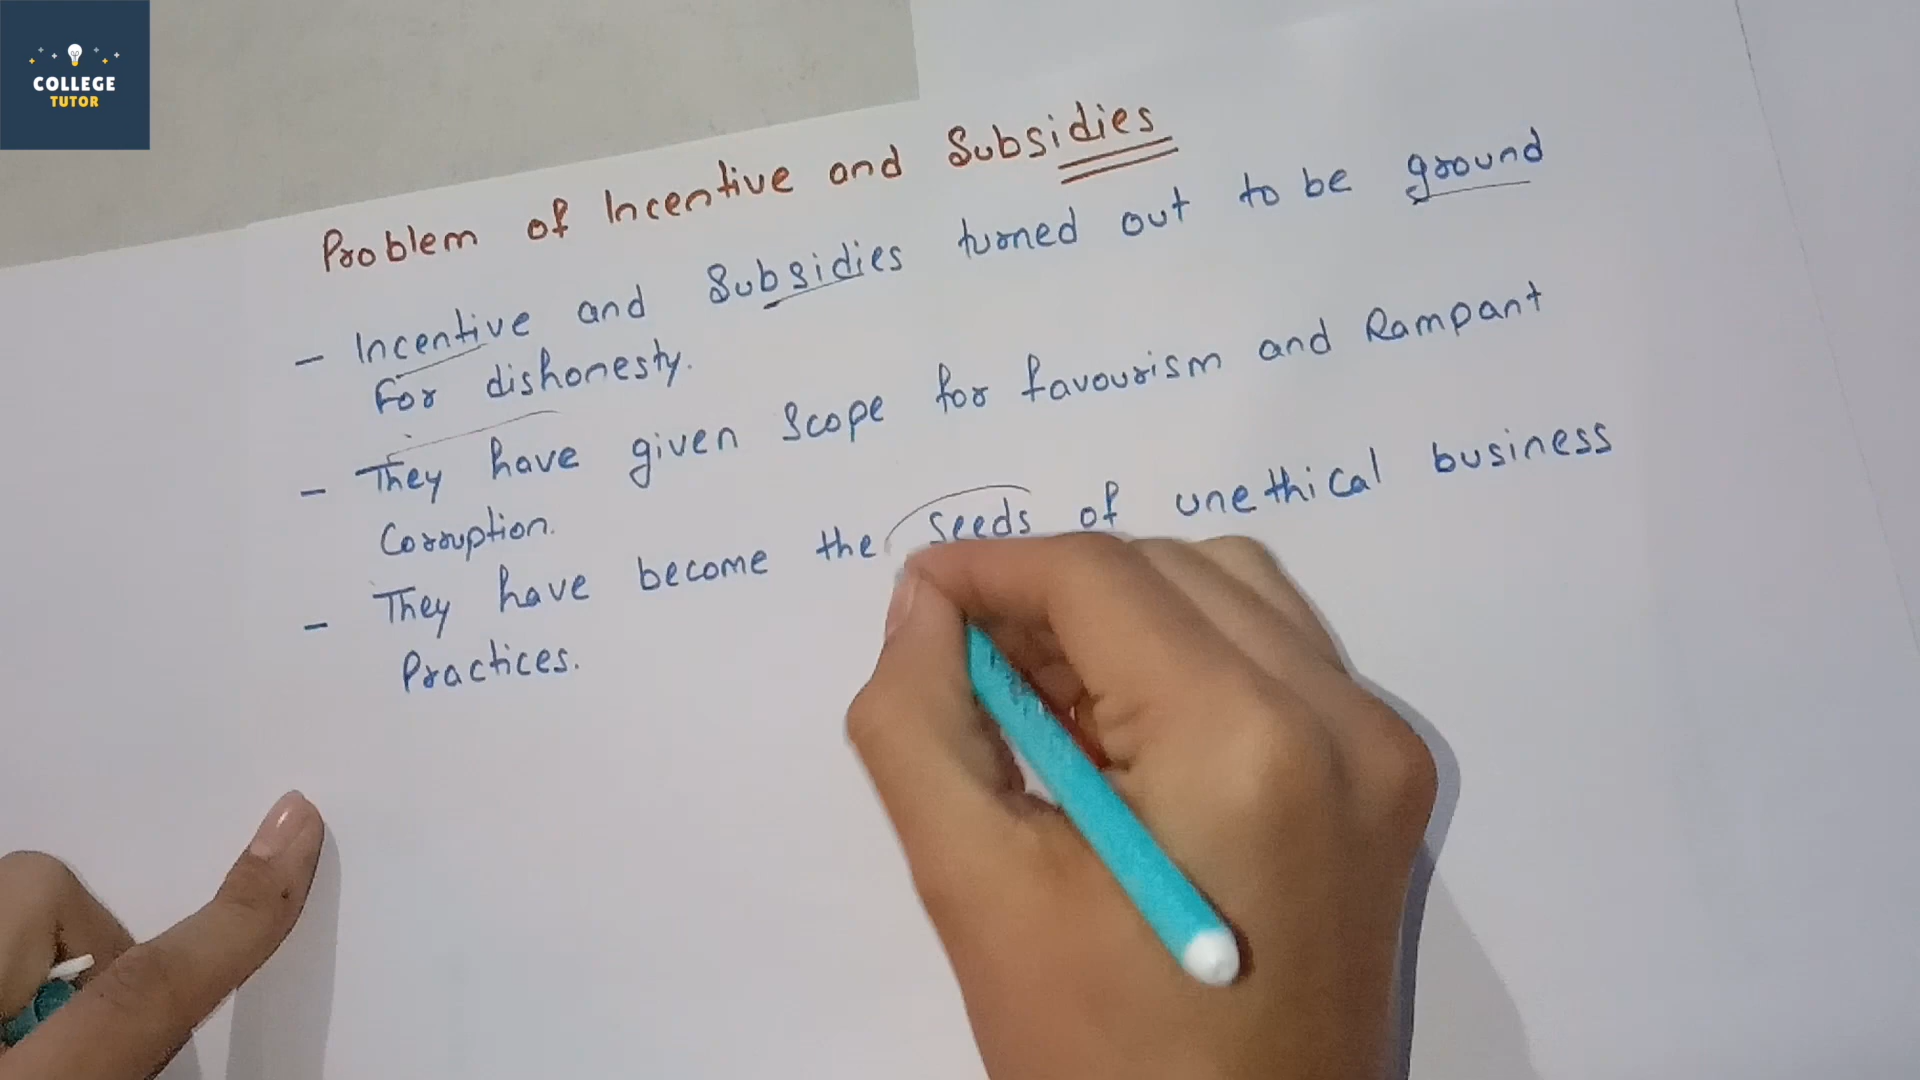 COLLEGE
TUTOR
Problem of Incentive and Subsidies
- Incentive and Subsidies turned out to be ground
For dishonesty.
- They have given Scope for favourism and Rampant
Corruption.
- They have become the seeds of unethical business
Practices.